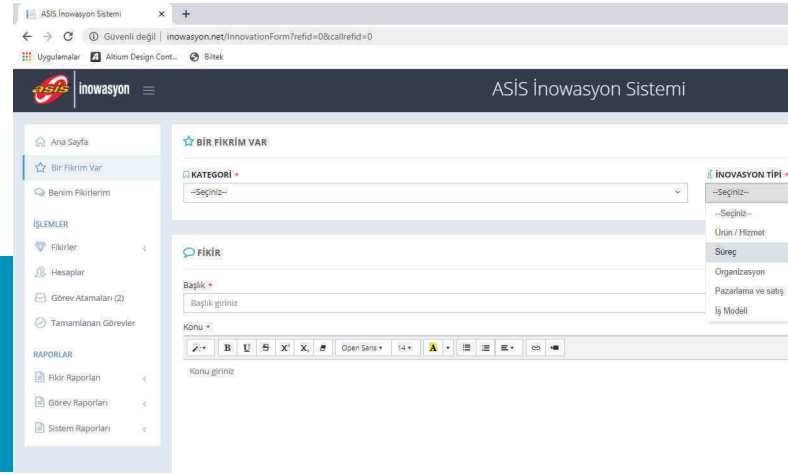 ASİS İnowasyon Sistemi
Güvenli değil | inowasyon.net/InnovationForm?refid=0&callrefid=0
Uygulamalar Altium Design Cont... Biltek
asis inowasyon
ASİS İnowasyon Sistemi
Ana Sayfa
Bir Fikrim Var
Benim Fikirlerim
İŞLEMLER
Fikirler
Hesaplar
Görev Atamaları (2)
Tamamlanan Görevler
RAPORLAR
Fikir Raporları
Görev Raporları
Sistem Raporları
BİR FİKRİM VAR
KATEGORİ *
--Seçiniz--
İNOVASYON TİPİ *
--Seçiniz--
--Seçiniz--
Ürün / Hizmet
Süreç
Organizasyon
Pazarlama ve satış
İş Modeli
FİKİR
Başlık *
Başlık giriniz
Konu *
B U S X² X₂ Open Sans 14 A
Konu giriniz